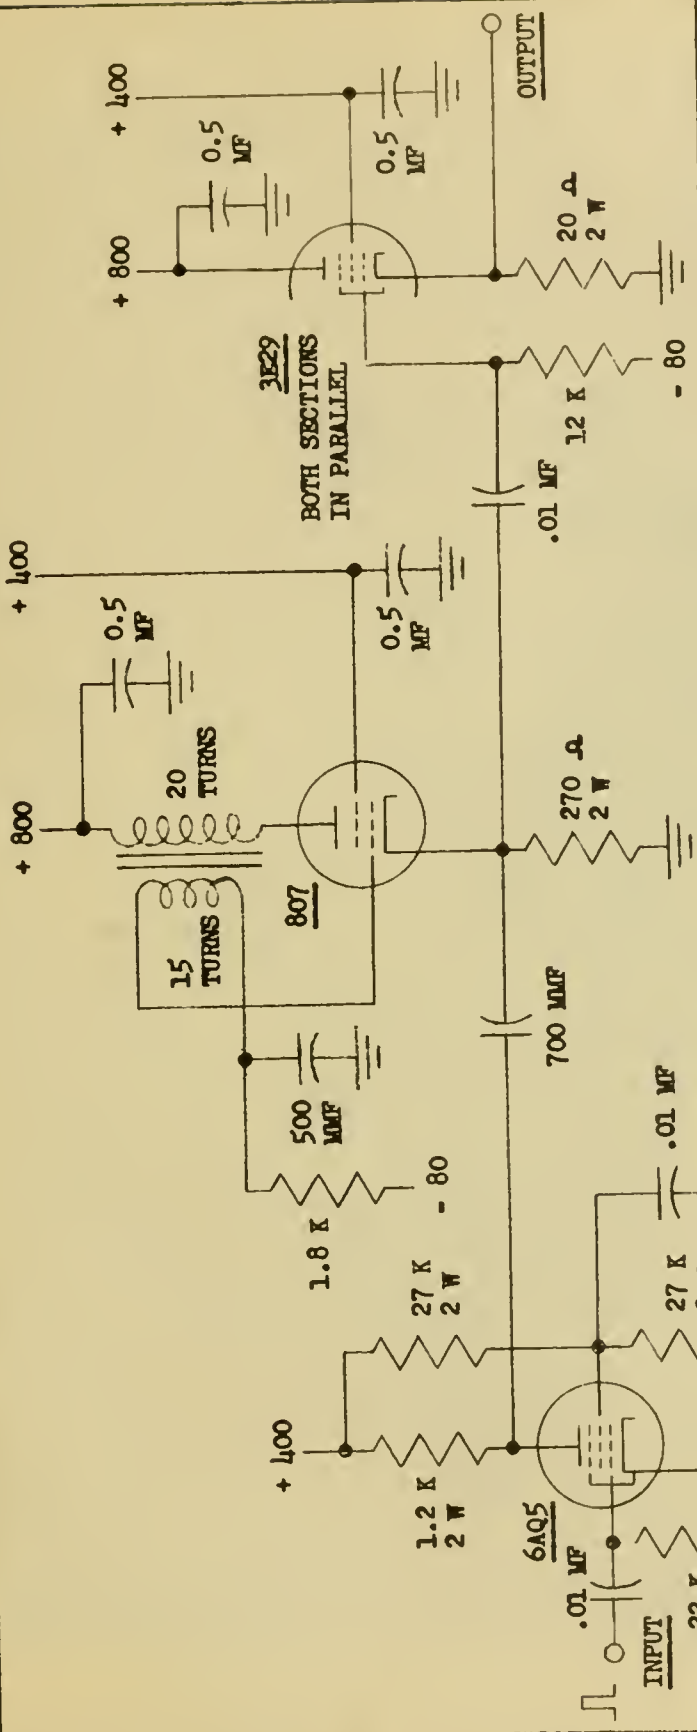 + 800
+ 400
0.5
MF
+ 800
+ 400
0.5
MF
20
TURNS
15
TURNS
3E29
BOTH SECTIONS
IN PARALLEL
807
0.5
MF
0.5
MF
500
MMF
1.8 K
- 80
+ 400
27 K
2 W
1.2 K
2 W
700 MMF
.01 MF
270 Ω
2 W
12 K
- 80
20 Ω
2 W
OUTPUT
6AQ5
.01 MF
INPUT
27 K
.01 MF